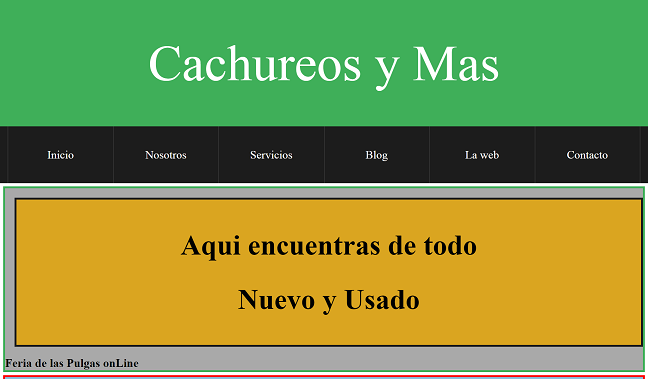 Cachureos y Mas
Inicio Nosotros Servicios Blog La web Contacto
Aqui encuentras de todo
Nuevo y Usado
Feria de las Pulgas onLine